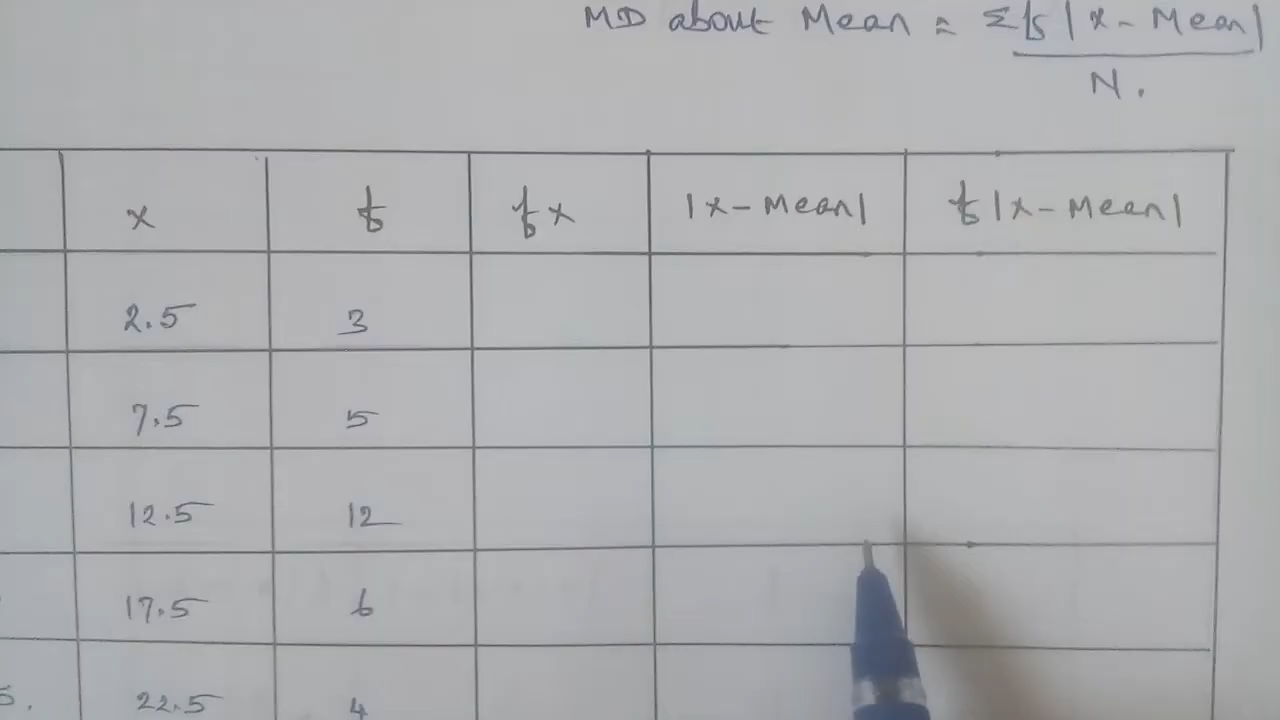 MD about Mean = Σf |x - Mean|
N.
x f fx |x - Mean| f |x - Mean|
2.5 3
7.5 5
12.5 12
17.5 6
5. 22.5 4